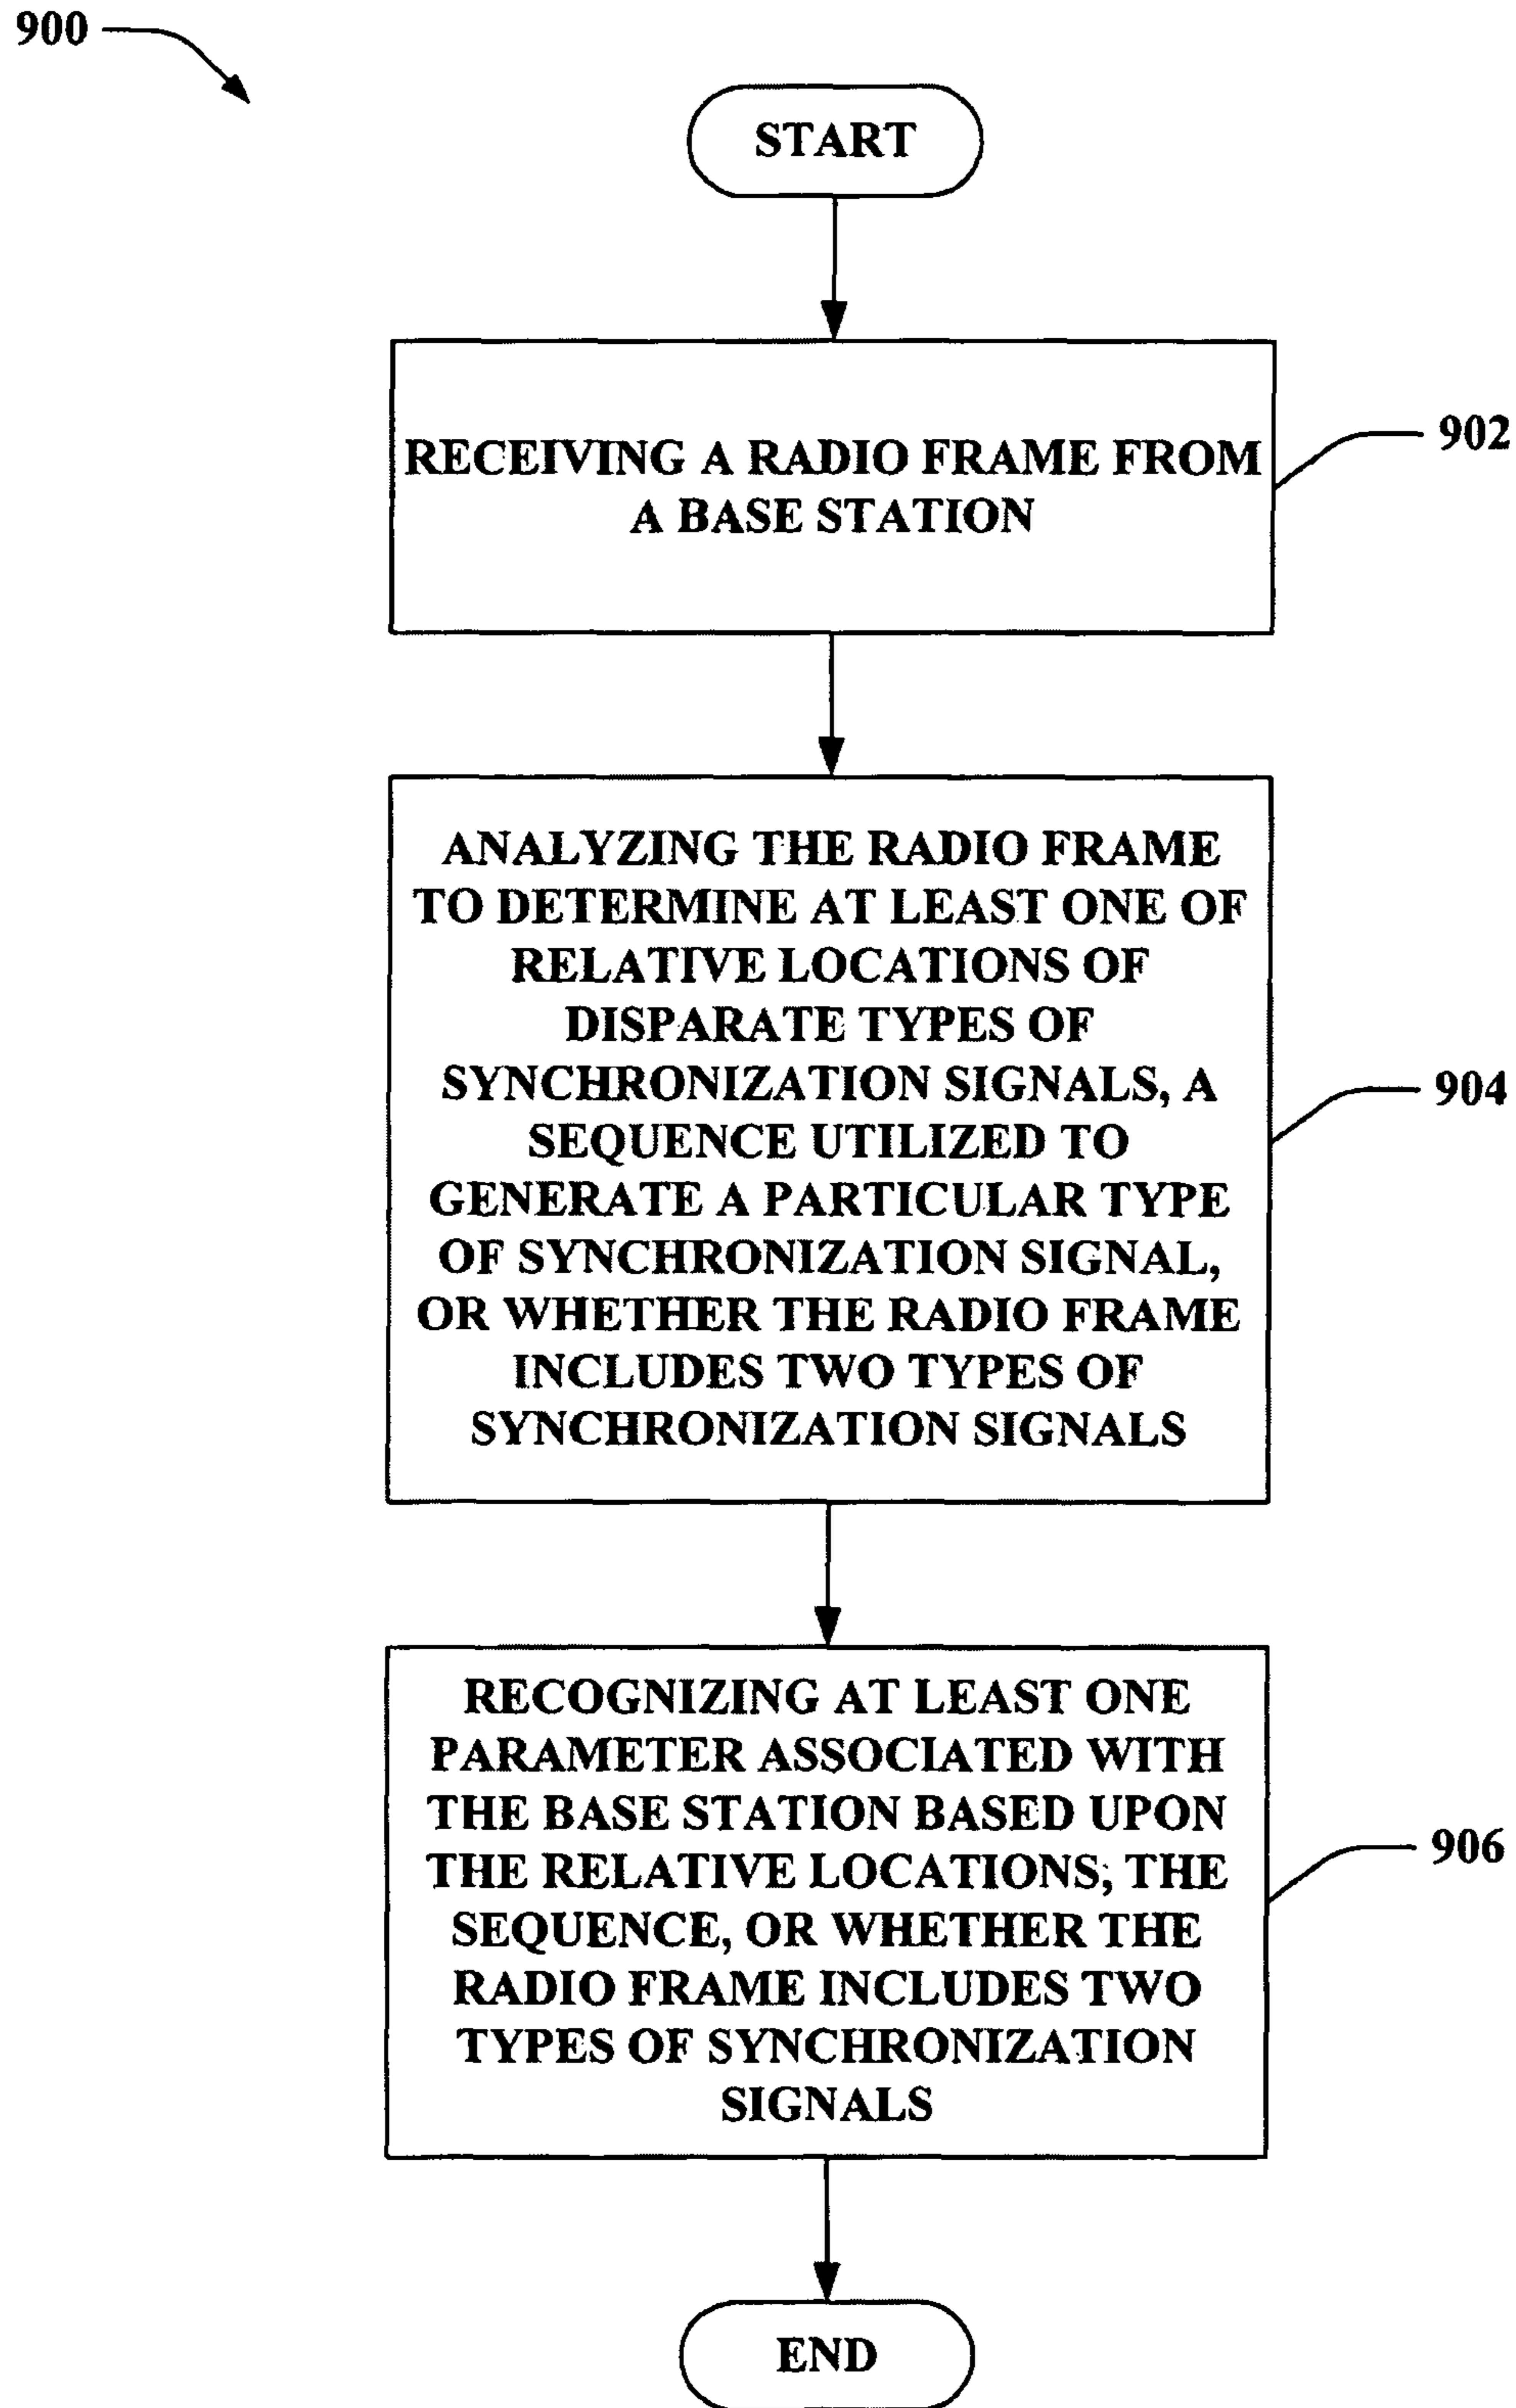 900
START
RECEIVING A RADIO FRAME FROM
A BASE STATION
902
ANALYZING THE RADIO FRAME
TO DETERMINE AT LEAST ONE OF
RELATIVE LOCATIONS OF
DISPARATE TYPES OF
SYNCHRONIZATION SIGNALS, A
SEQUENCE UTILIZED TO
GENERATE A PARTICULAR TYPE
OF SYNCHRONIZATION SIGNAL,
OR WHETHER THE RADIO FRAME
INCLUDES TWO TYPES OF
SYNCHRONIZATION SIGNALS
904
RECOGNIZING AT LEAST ONE
PARAMETER ASSOCIATED WITH
THE BASE STATION BASED UPON
THE RELATIVE LOCATIONS, THE
SEQUENCE, OR WHETHER THE
RADIO FRAME INCLUDES TWO
TYPES OF SYNCHRONIZATION
SIGNALS
906
END